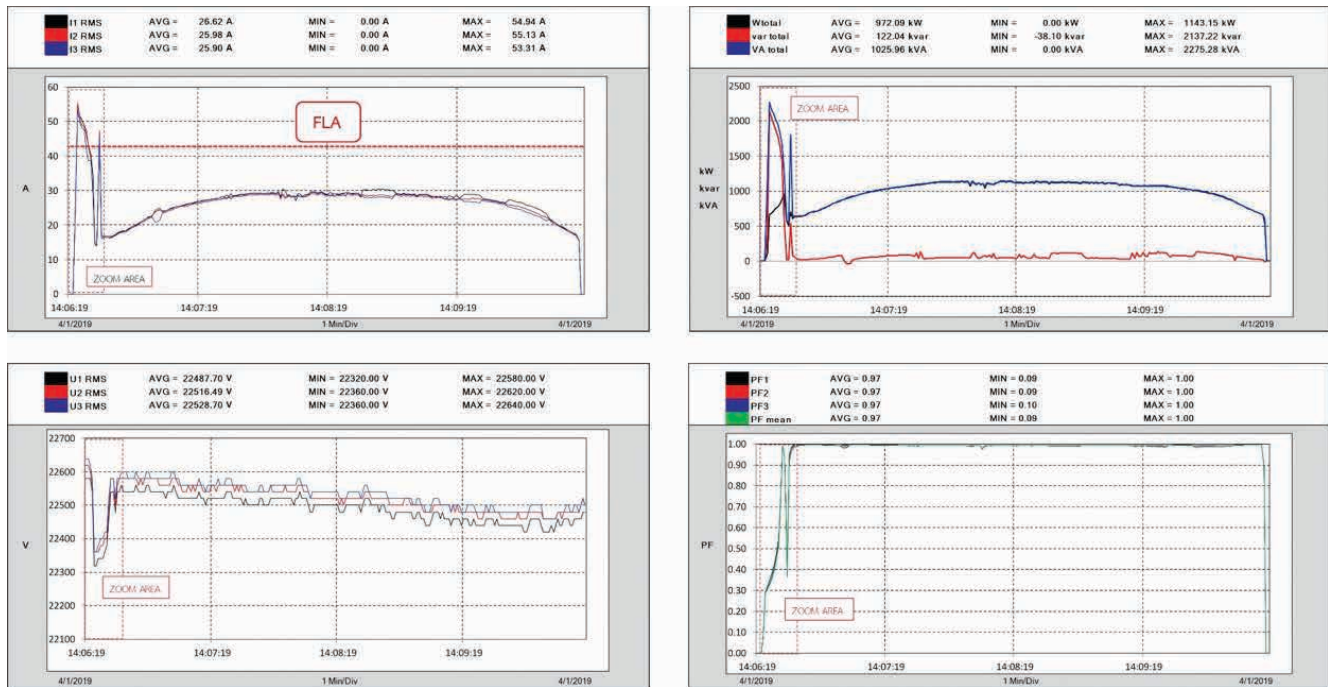 I1 RMS AVG = 26.62 A MIN = 0.00 A MAX = 54.94 A
I2 RMS AVG = 25.98 A MIN = 0.00 A MAX = 55.13 A
I3 RMS AVG = 25.90 A MIN = 0.00 A MAX = 53.31 A
60
50
40
30
20
10
0
A
FLA
ZOOM AREA
14:06:19 14:07:19 14:08:19 14:09:19
4/1/2019 1 Min/Div 4/1/2019
Wtotal AVG = 972.09 kW MIN = 0.00 kW MAX = 1143.15 kW
var total AVG = 122.04 kvar MIN = -38.10 kvar MAX = 2137.22 kvar
VA total AVG = 1025.96 kVA MIN = 0.00 kVA MAX = 2275.28 kVA
2500
2000
1500
1000
500
0
-500
kW
kvar
kVA
ZOOM AREA
14:06:19 14:07:19 14:08:19 14:09:19
4/1/2019 1 Min/Div 4/1/2019
U1 RMS AVG = 22487.70 V MIN = 22320.00 V MAX = 22580.00 V
U2 RMS AVG = 22516.49 V MIN = 22360.00 V MAX = 22620.00 V
U3 RMS AVG = 22528.70 V MIN = 22360.00 V MAX = 22640.00 V
22700
22600
22500
22400
22300
22200
22100
V
ZOOM AREA
14:06:19 14:07:19 14:08:19 14:09:19
4/1/2019 1 Min/Div 4/1/2019
PF1 AVG = 0.97 MIN = 0.09 MAX = 1.00
PF2 AVG = 0.97 MIN = 0.09 MAX = 1.00
PF3 AVG = 0.97 MIN = 0.10 MAX = 1.00
PF mean AVG = 0.97 MIN = 0.09 MAX = 1.00
1.00
0.90
0.80
0.70
0.60
0.50
0.40
0.30
0.20
0.10
0.00
PF
ZOOM AREA
14:06:19 14:07:19 14:08:19 14:09:19
4/1/2019 1 Min/Div 4/1/2019